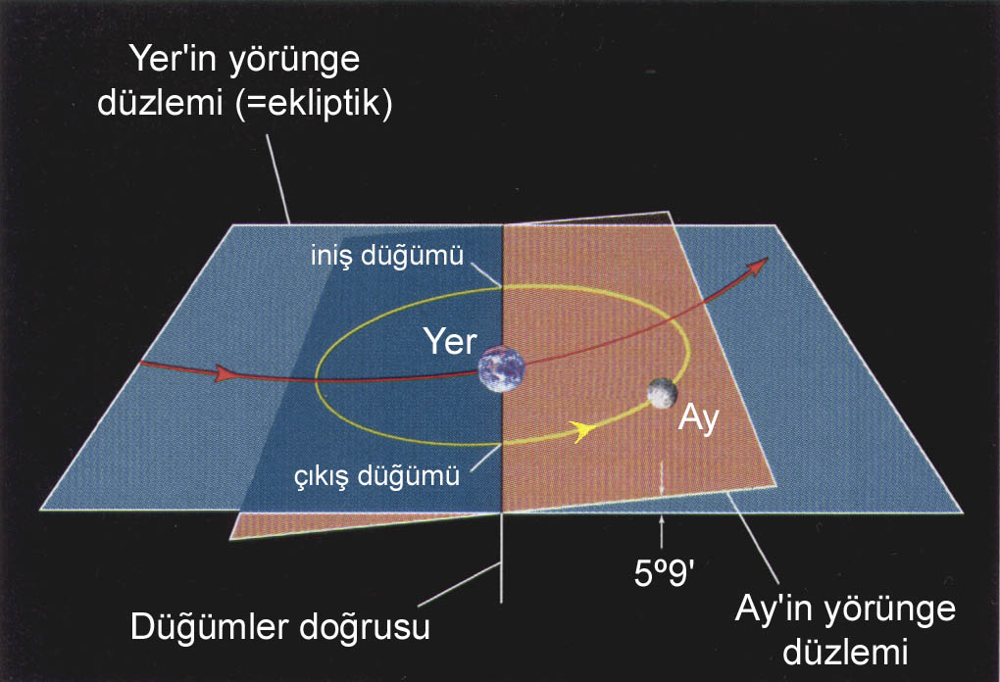 Yer'in yörünge
düzlemi (=ekliptik)
iniş düğümü
Yer
Ay
çıkış düğümü
5º9'
Düğümler doğrusu
Ay'in yörünge
düzlemi